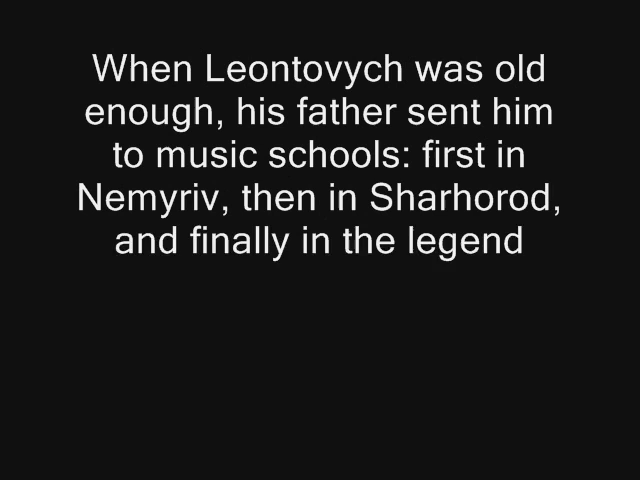 When Leontovych was old
enough, his father sent him
to music schools: first in
Nemyriv, then in Sharhorod,
and finally in the legend